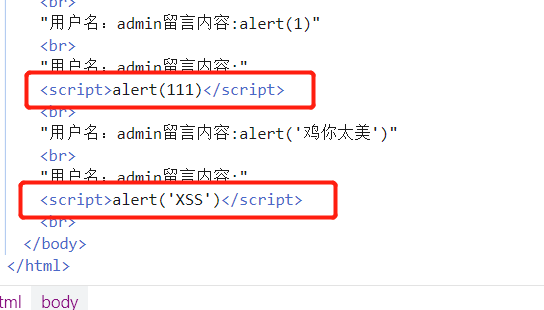 <br>
"用户名：admin留言内容:alert(1)"
<br>
"用户名：admin留言内容:"
<script>alert(111)</script>
<br>
"用户名：admin留言内容:alert('鸡你太美')"
<br>
"用户名：admin留言内容:"
<script>alert('XSS')</script>
<br>
</body>
</html>
tml body